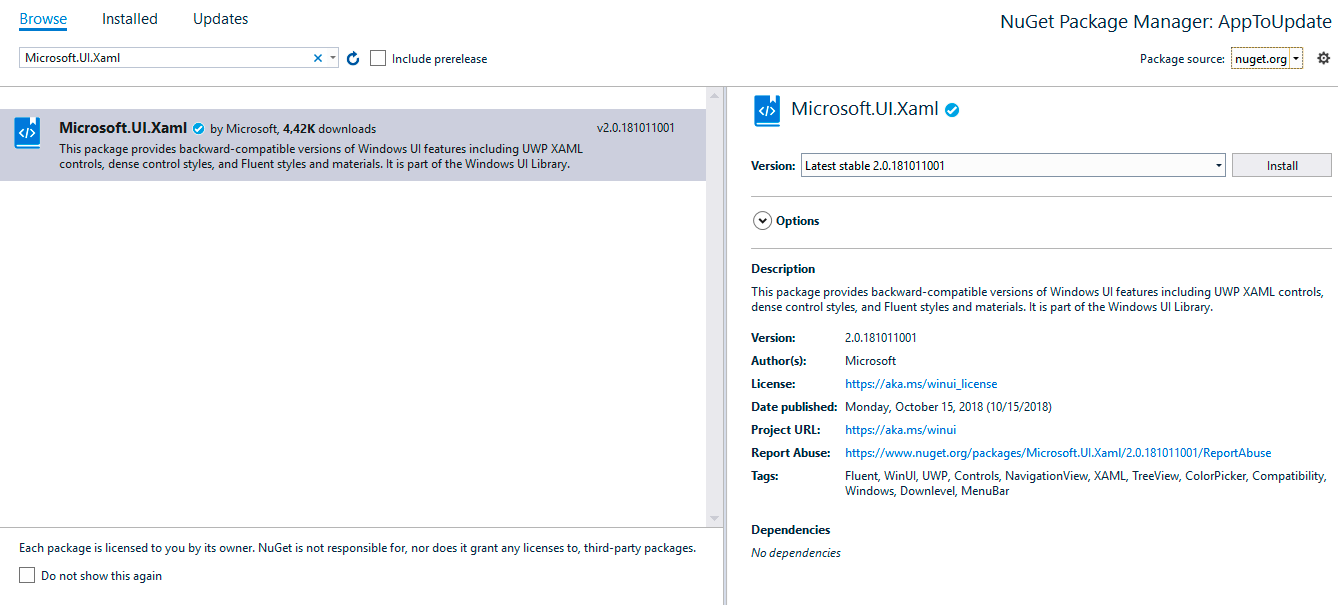 Browse Installed Updates
NuGet Package Manager: AppToUpdate
Microsoft.UI.Xaml
Include prerelease
Package source: nuget.org
Microsoft.UI.Xaml by Microsoft, 4,42K downloads
v2.0.181011001
This package provides backward-compatible versions of Windows UI features including UWP XAML
controls, dense control styles, and Fluent styles and materials. It is part of the Windows UI Library.
Each package is licensed to you by its owner. NuGet is not responsible for, nor does it grant any licenses to, third-party packages.
Do not show this again
Microsoft.UI.Xaml
Version: Latest stable 2.0.181011001 Install
Options
Description
This package provides backward-compatible versions of Windows UI features including UWP XAML controls,
dense control styles, and Fluent styles and materials. It is part of the Windows UI Library.
Version: 2.0.181011001
Author(s): Microsoft
License: https://aka.ms/winui_license
Date published: Monday, October 15, 2018 (10/15/2018)
Project URL: https://aka.ms/winui
Report Abuse: https://www.nuget.org/packages/Microsoft.UI.Xaml/2.0.181011001/ReportAbuse
Tags: Fluent, WinUI, UWP, Controls, NavigationView, XAML, TreeView, ColorPicker, Compatibility,
Windows, Downlevel, MenuBar
Dependencies
No dependencies